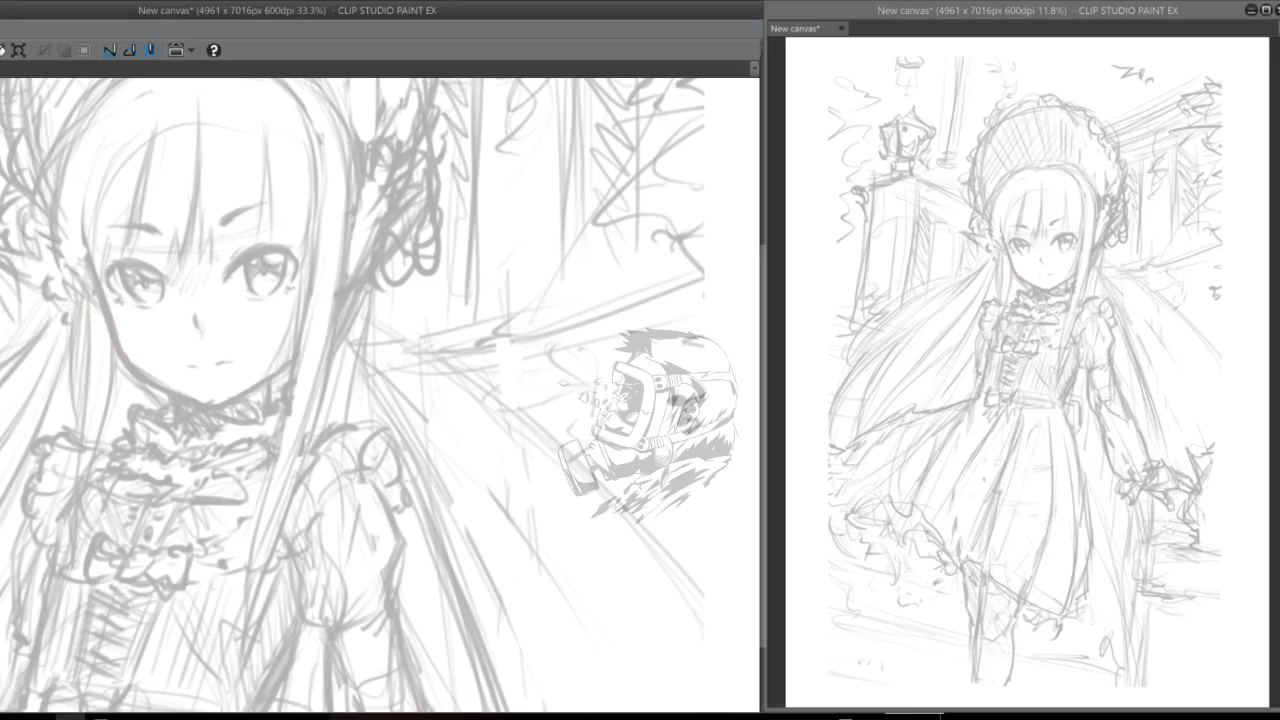 New canvas* (4961 x 7016px 600dpi 33.3%) - CLIP STUDIO PAINT EX
New canvas* (4961 x 7016px 600dpi 11.8%) - CLIP STUDIO PAINT EX
New canvas*